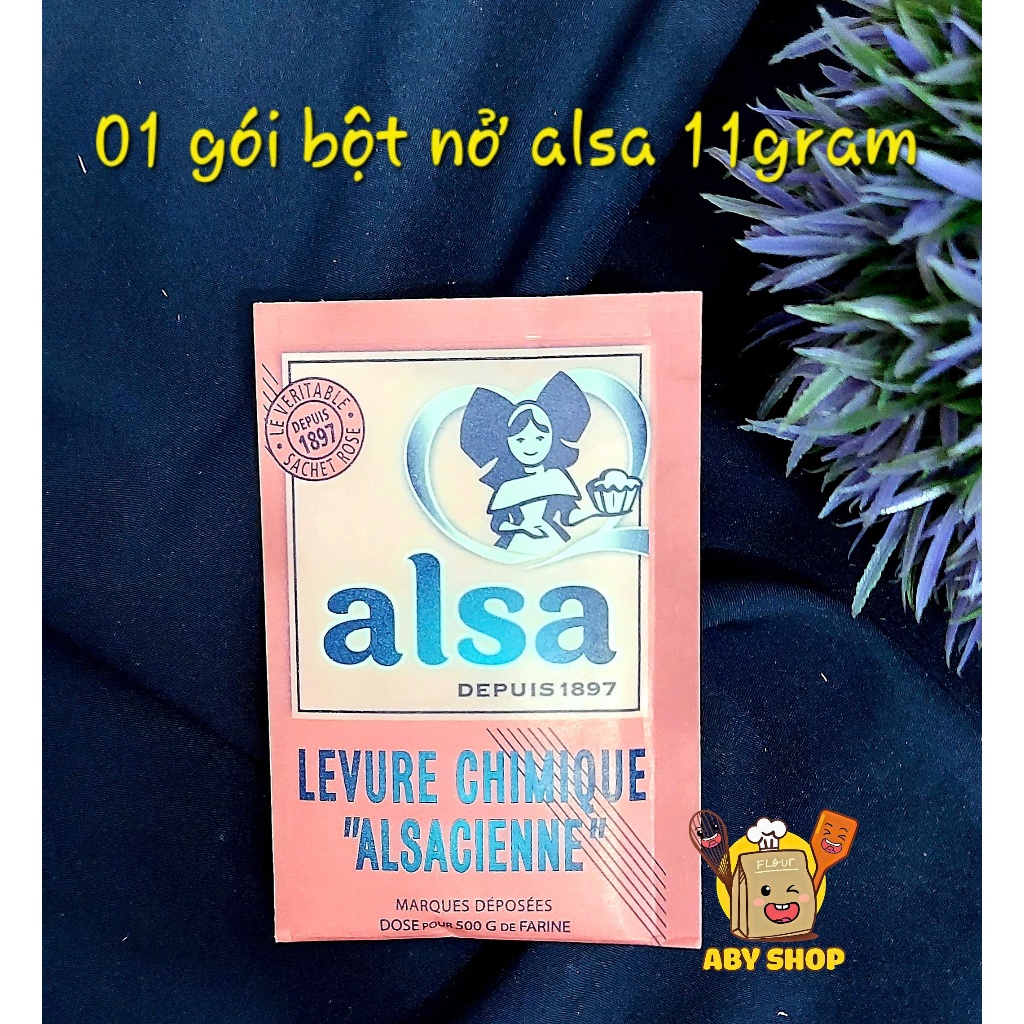 01 gói bột nở alsa 11gram
LE VERITABLE
DEPUIS
1897
SACHET ROSE
alsa
DEPUIS 1897
LEVURE CHIMIQUE
"ALSACIENNE"
MARQUES DÉPOSÉES
DOSE POUR 500 G DE FARINE
FLOUR
ABY SHOP